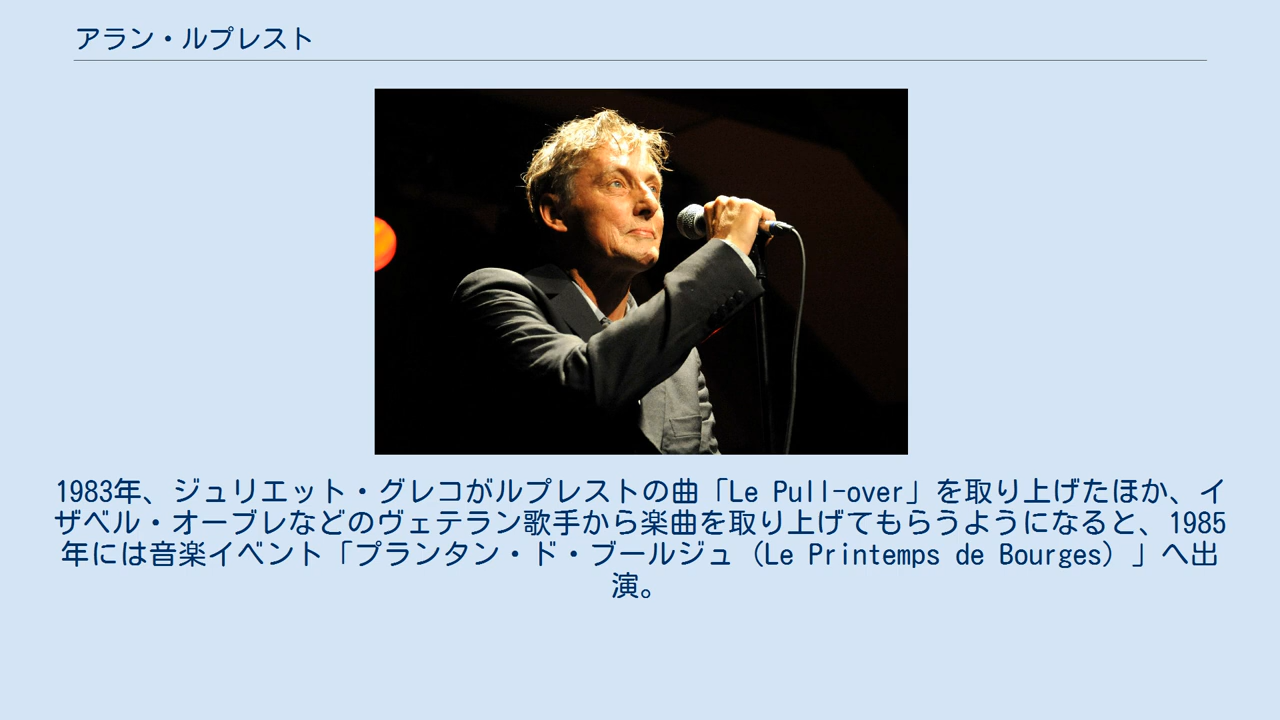 アラン・ルプレスト
1983年、ジュリエット・グレコがルプレストの曲「Le Pull-over」を取り上げたほか、イ
ザベル・オーブレなどのヴェテラン歌手から楽曲を取り上げてもらうようになると、1985
年には音楽イベント「プランタン・ド・ブールジュ（Le Printemps de Bourges）」へ出
演。